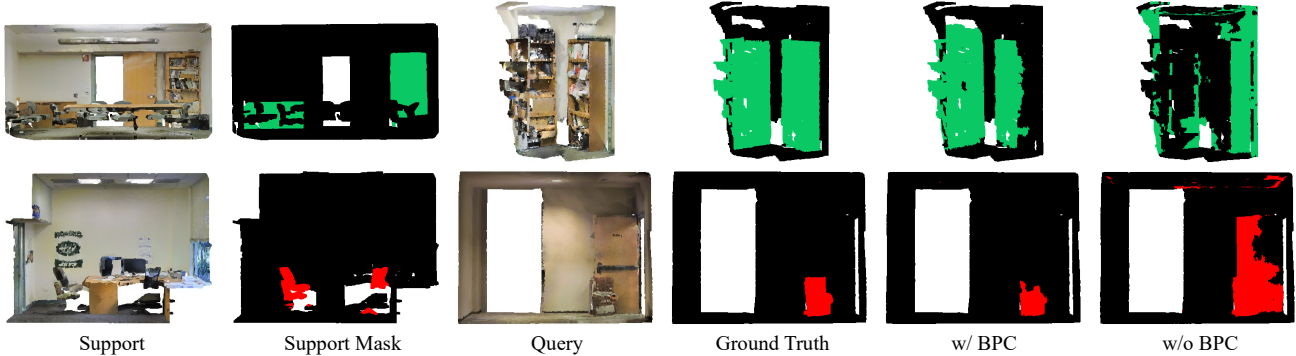 Support
Support Mask
Query
Ground Truth
w/ BPC
w/o BPC